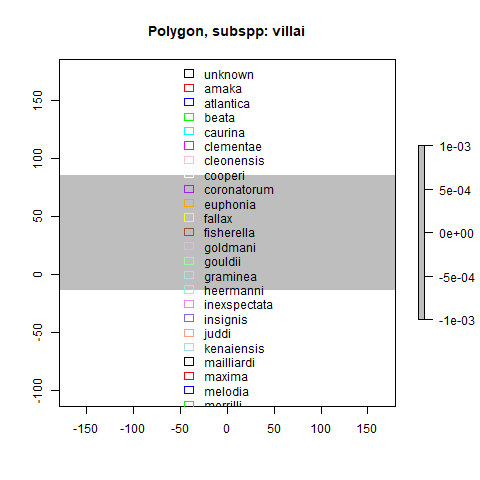 Polygon, subspp: villai
unknown
amaka
atlantica
beata
caurina
clementae
cleonensis
cooperi
coronatorum
euphonia
fallax
fisherella
goldmani
gouldii
graminea
heermanni
inexspectata
insignis
juddi
kenaiensis
mailliardi
maxima
melodia
merrilli
150
100
50
0
-50
-100
-150
-100
-50
0
50
100
150
1e-03
5e-04
0e+00
-5e-04
-1e-03